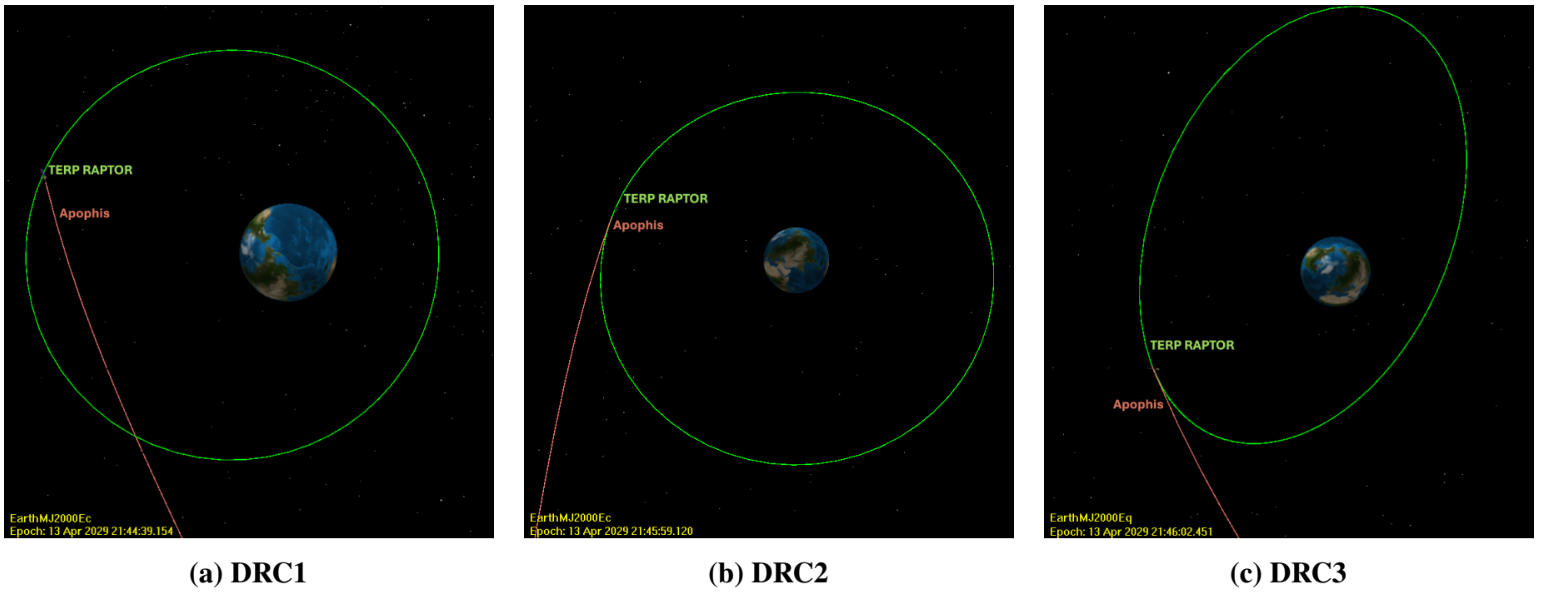 TERP RAPTOR
Apophis
EarthMJ2000Ec
Epoch: 13 Apr 2029 21:44:39.154
(a) DRC1
TERP RAPTOR
Apophis
EarthMJ2000Ec
Epoch: 13 Apr 2029 21:45:59.120
(b) DRC2
TERP RAPTOR
Apophis
EarthMJ2000Eq
Epoch: 13 Apr 2029 21:46:02.451
(c) DRC3